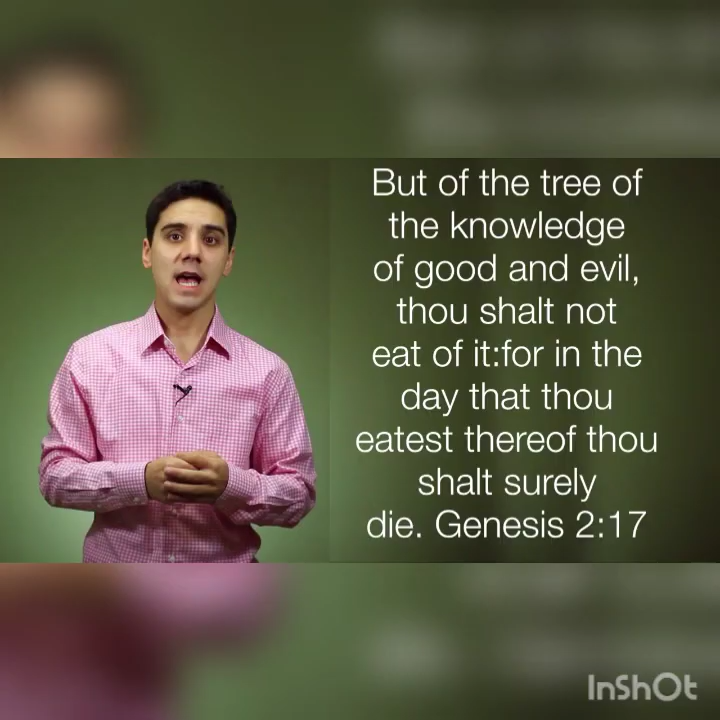 But of the tree of
the knowledge
of good and evil,
thou shalt not
eat of it:for in the
day that thou
eatest thereof thou
shalt surely
die. Genesis 2:17
InShOt